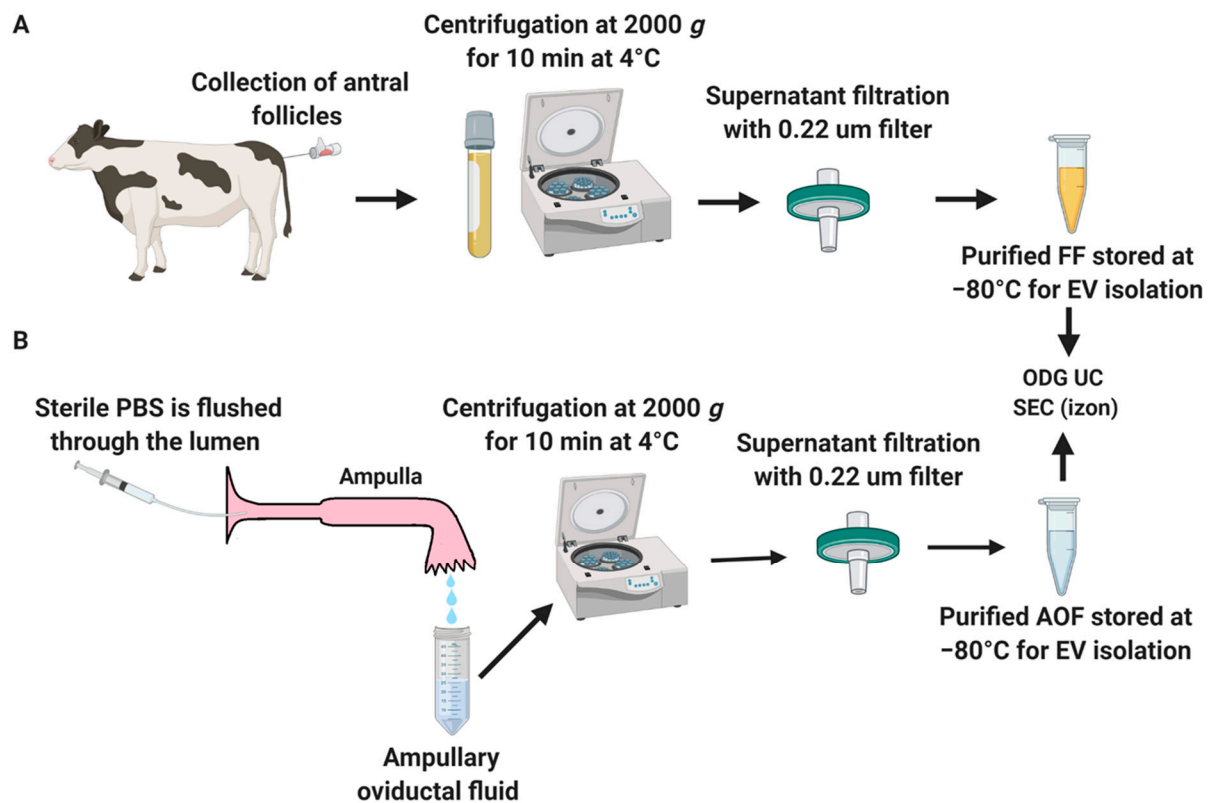 A
Centrifugation at 2000 g
for 10 min at 4°C
Collection of antral
follicles
Supernatant filtration
with 0.22 um filter
Purified FF stored at
−80°C for EV isolation
B
ODG UC
SEC (izon)
Sterile PBS is flushed
through the lumen
Ampulla
Centrifugation at 2000 g
for 10 min at 4°C
Supernatant filtration
with 0.22 um filter
Purified AOF stored at
−80°C for EV isolation
Ampullary
oviductal fluid